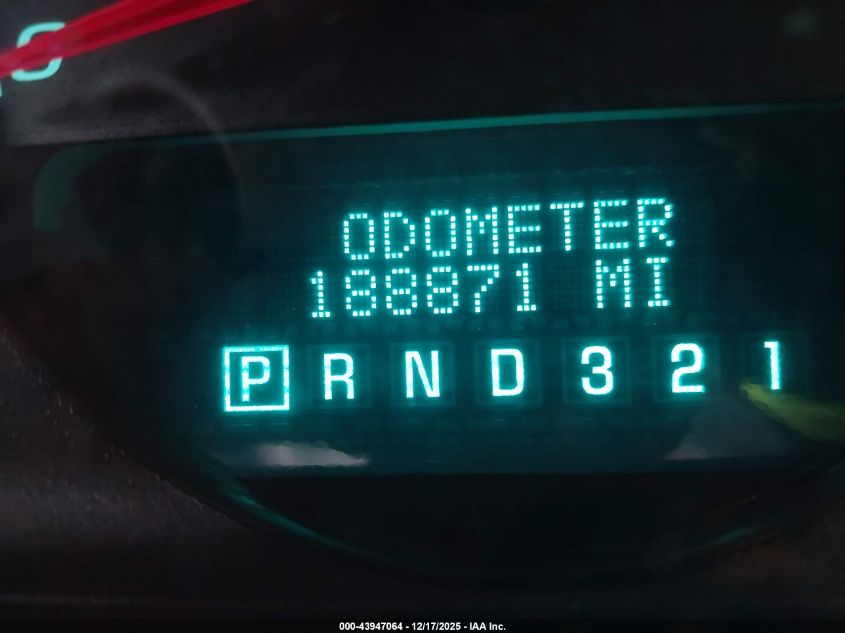 ODOMETER
188871 MI
P R N D 3 2 1
000-43947064 - 12/17/2025 - IAA Inc.